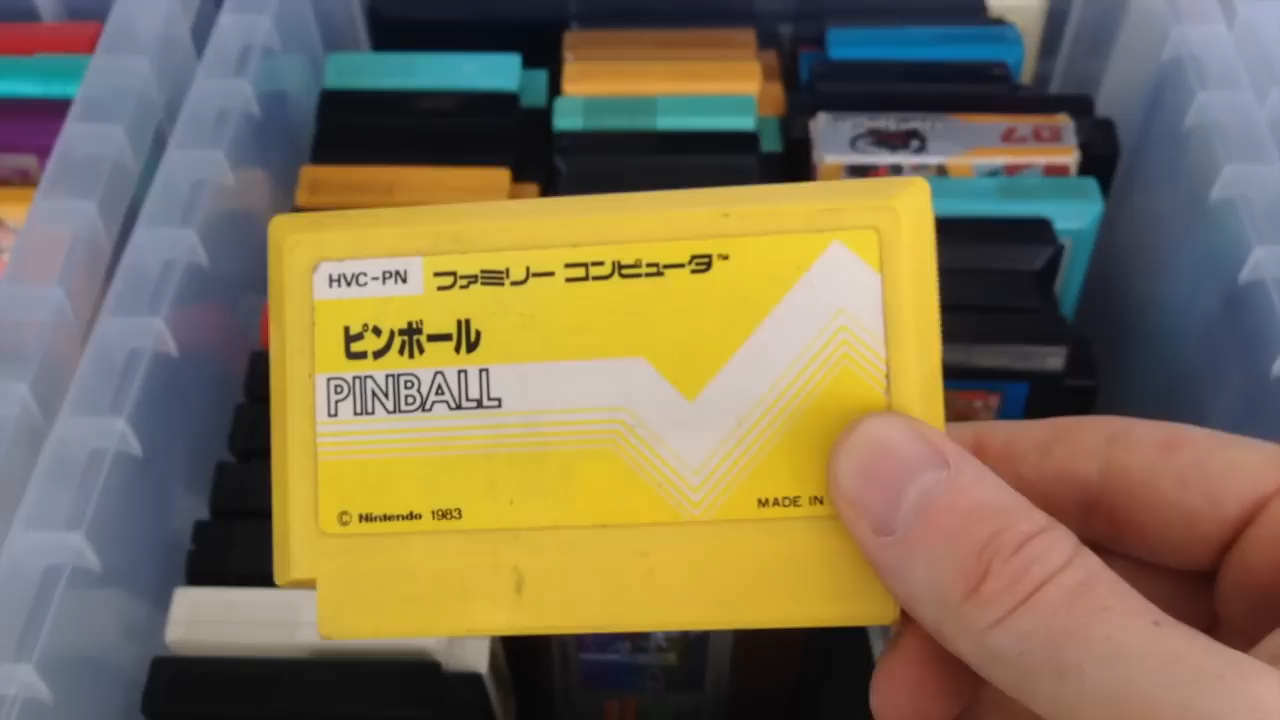 HVC-PN
ファミリー コンピュータ™
ピンボール
PINBALL
© Nintendo 1983
MADE IN